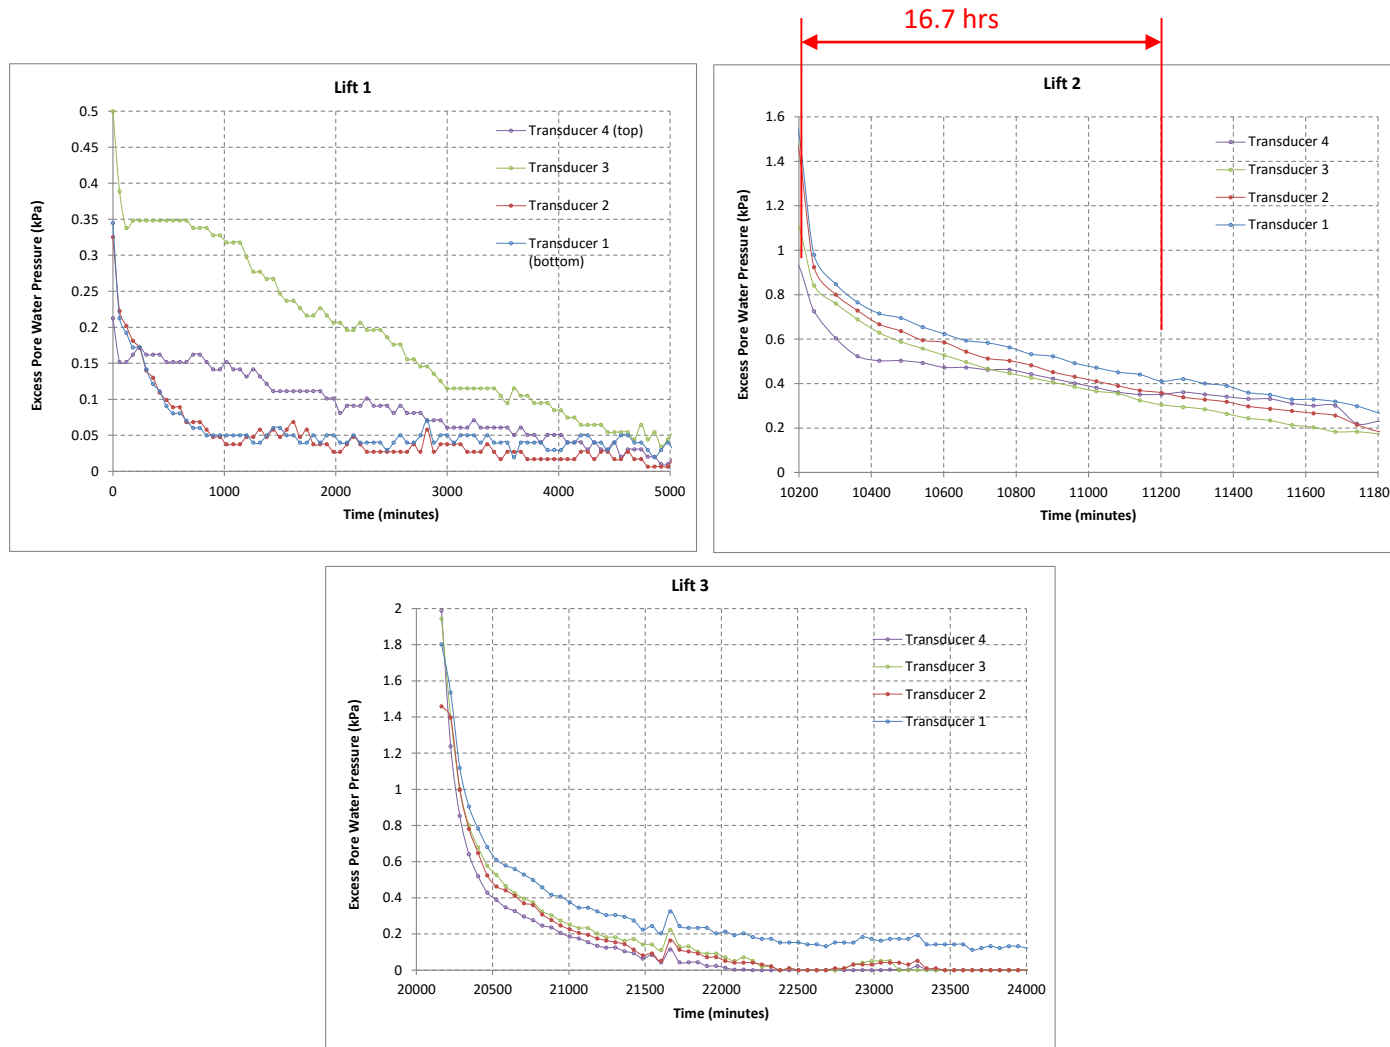 16.7 hrs
Lift 1
Excess Pore Water Pressure (kPa)
0.5
0.45
0.4
0.35
0.3
0.25
0.2
0.15
0.1
0.05
0
0 1000 2000 3000 4000 5000
Time (minutes)
Transducer 4 (top)
Transducer 3
Transducer 2
Transducer 1
(bottom)
Lift 2
Excess Pore Water Pressure (kPa)
1.6
1.4
1.2
1
0.8
0.6
0.4
0.2
0
10200 10400 10600 10800 11000 11200 11400 11600 1180
Time (minutes)
Transducer 4
Transducer 3
Transducer 2
Transducer 1
Lift 3
Excess Pore Water Pressure (kPa)
2
1.8
1.6
1.4
1.2
1
0.8
0.6
0.4
0.2
0
20000 20500 21000 21500 22000 22500 23000 23500 24000
Time (minutes)
Transducer 4
Transducer 3
Transducer 2
Transducer 1